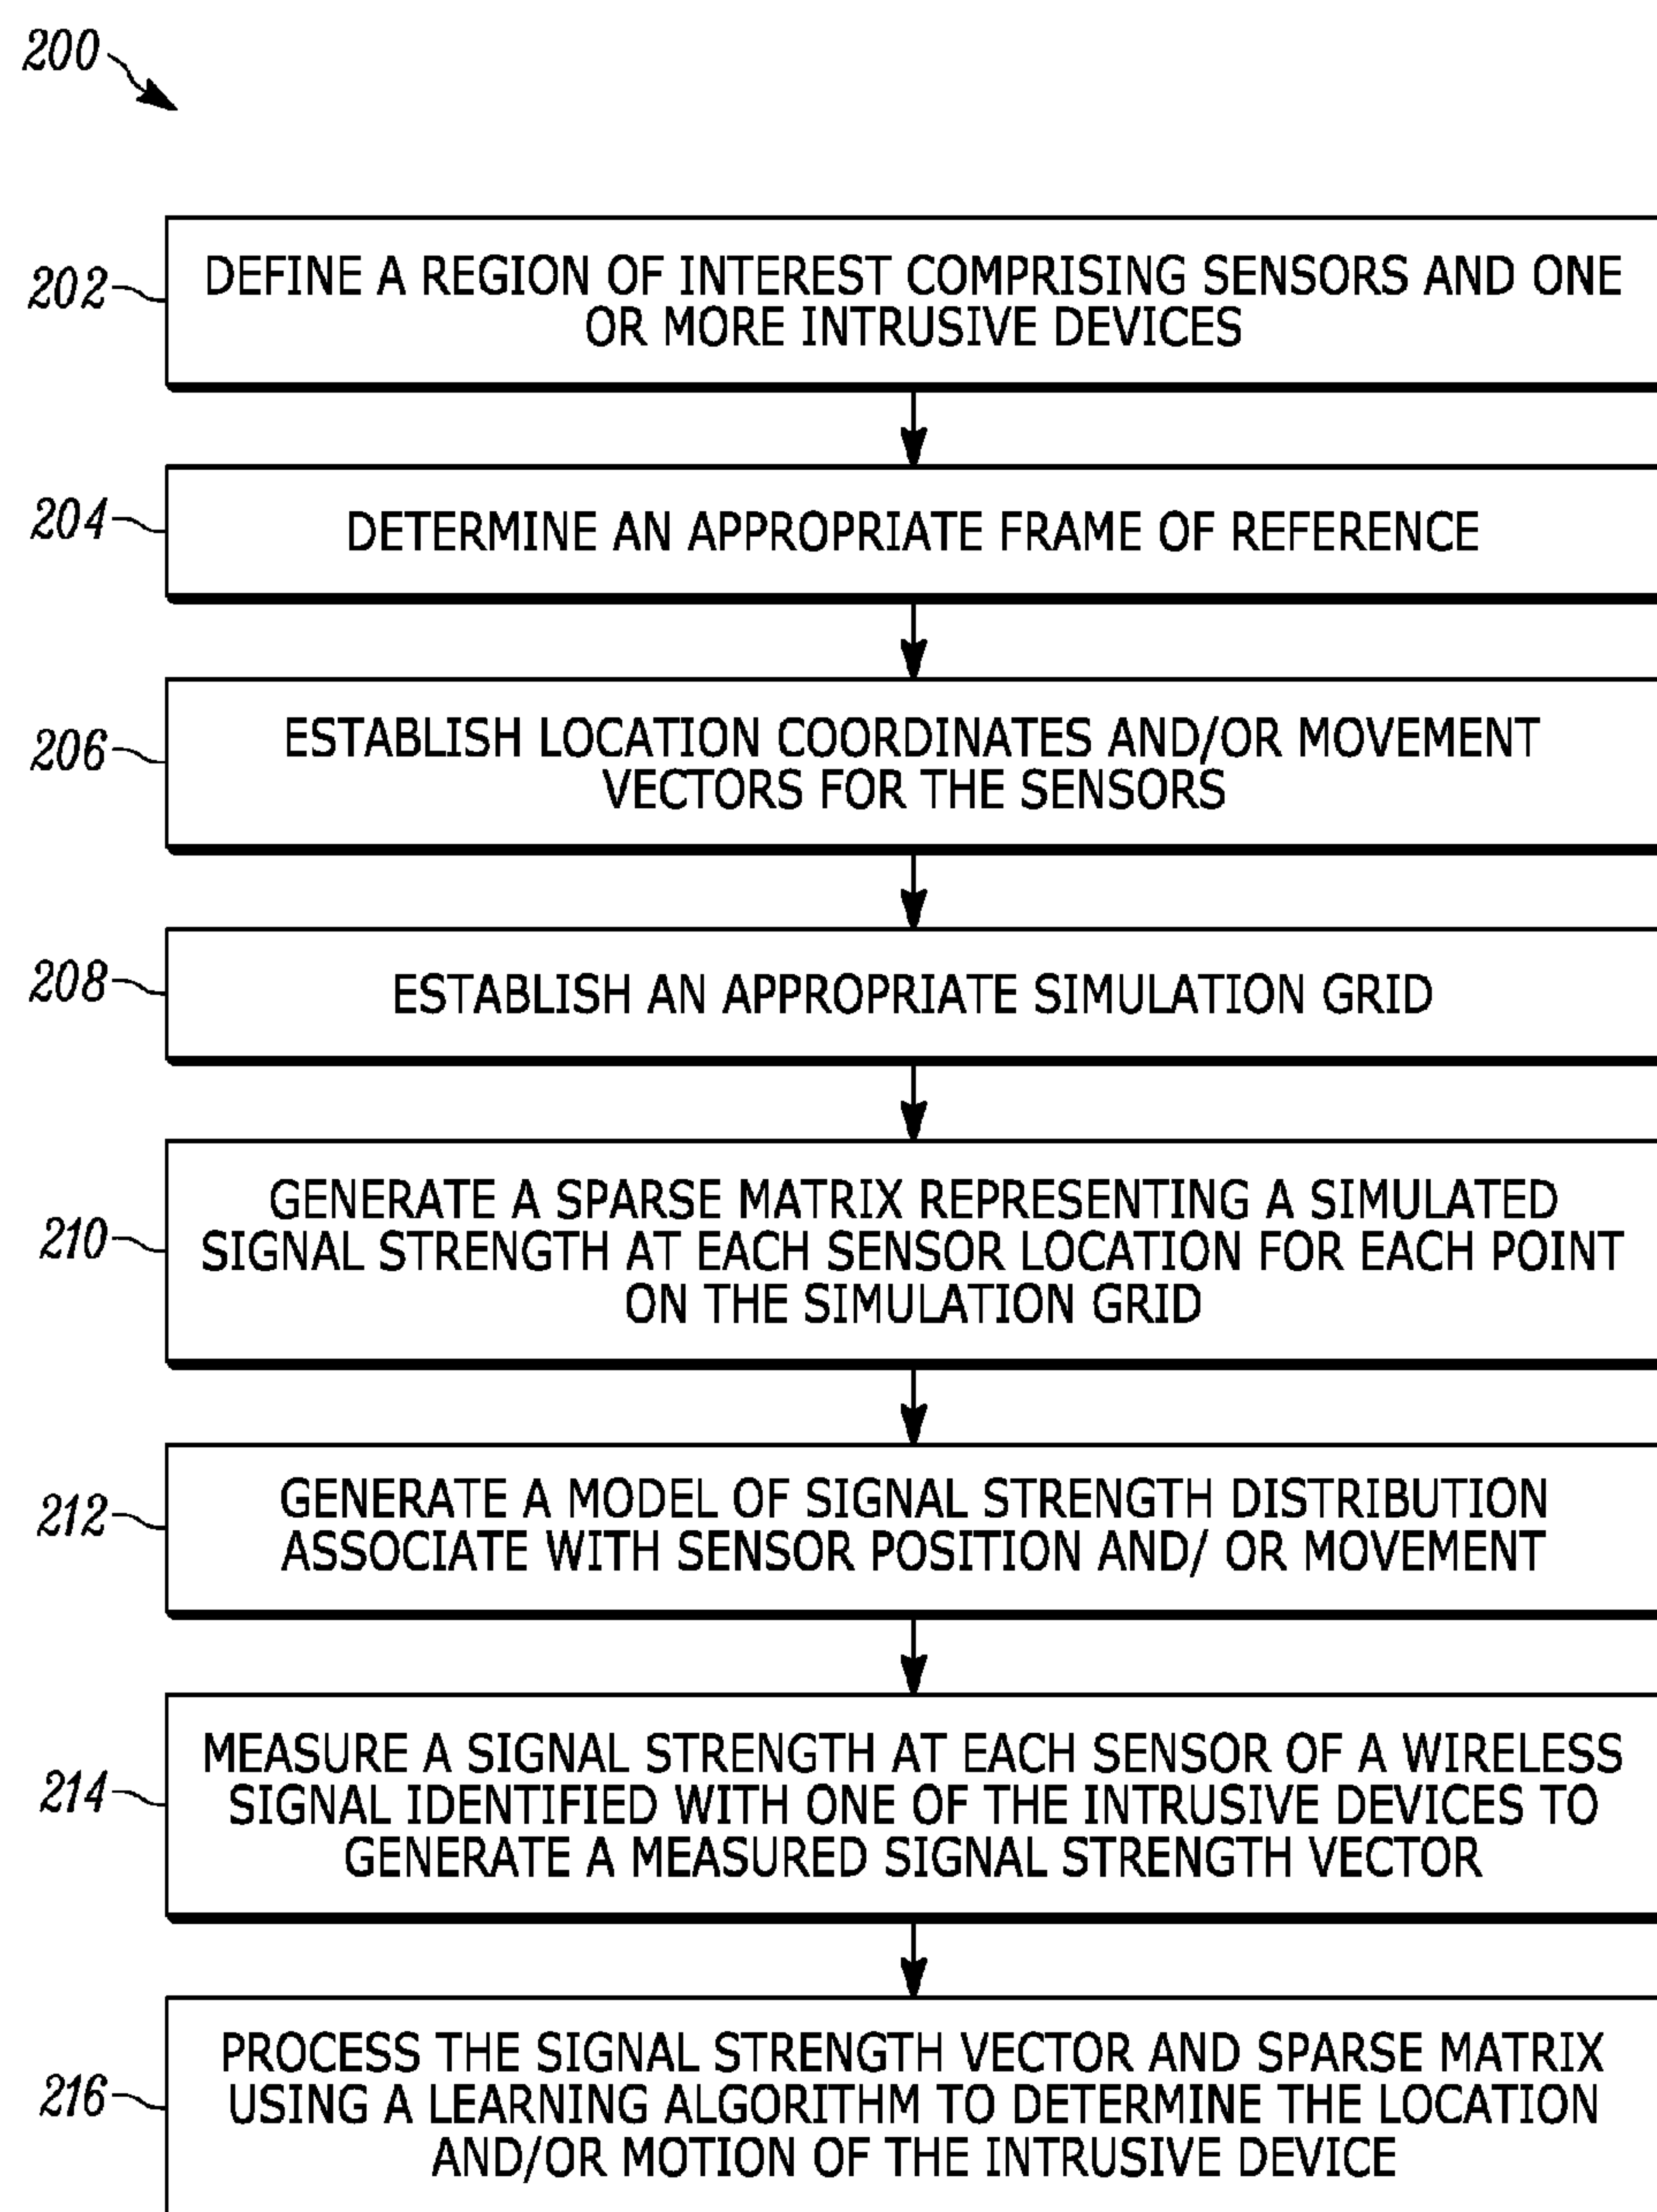 200
202
DEFINE A REGION OF INTEREST COMPRISING SENSORS AND ONE
OR MORE INTRUSIVE DEVICES
204
DETERMINE AN APPROPRIATE FRAME OF REFERENCE
206
ESTABLISH LOCATION COORDINATES AND/OR MOVEMENT
VECTORS FOR THE SENSORS
208
ESTABLISH AN APPROPRIATE SIMULATION GRID
210
GENERATE A SPARSE MATRIX REPRESENTING A SIMULATED
SIGNAL STRENGTH AT EACH SENSOR LOCATION FOR EACH POINT
ON THE SIMULATION GRID
212
GENERATE A MODEL OF SIGNAL STRENGTH DISTRIBUTION
ASSOCIATE WITH SENSOR POSITION AND/ OR MOVEMENT
214
MEASURE A SIGNAL STRENGTH AT EACH SENSOR OF A WIRELESS
SIGNAL IDENTIFIED WITH ONE OF THE INTRUSIVE DEVICES TO
GENERATE A MEASURED SIGNAL STRENGTH VECTOR
216
PROCESS THE SIGNAL STRENGTH VECTOR AND SPARSE MATRIX
USING A LEARNING ALGORITHM TO DETERMINE THE LOCATION
AND/OR MOTION OF THE INTRUSIVE DEVICE